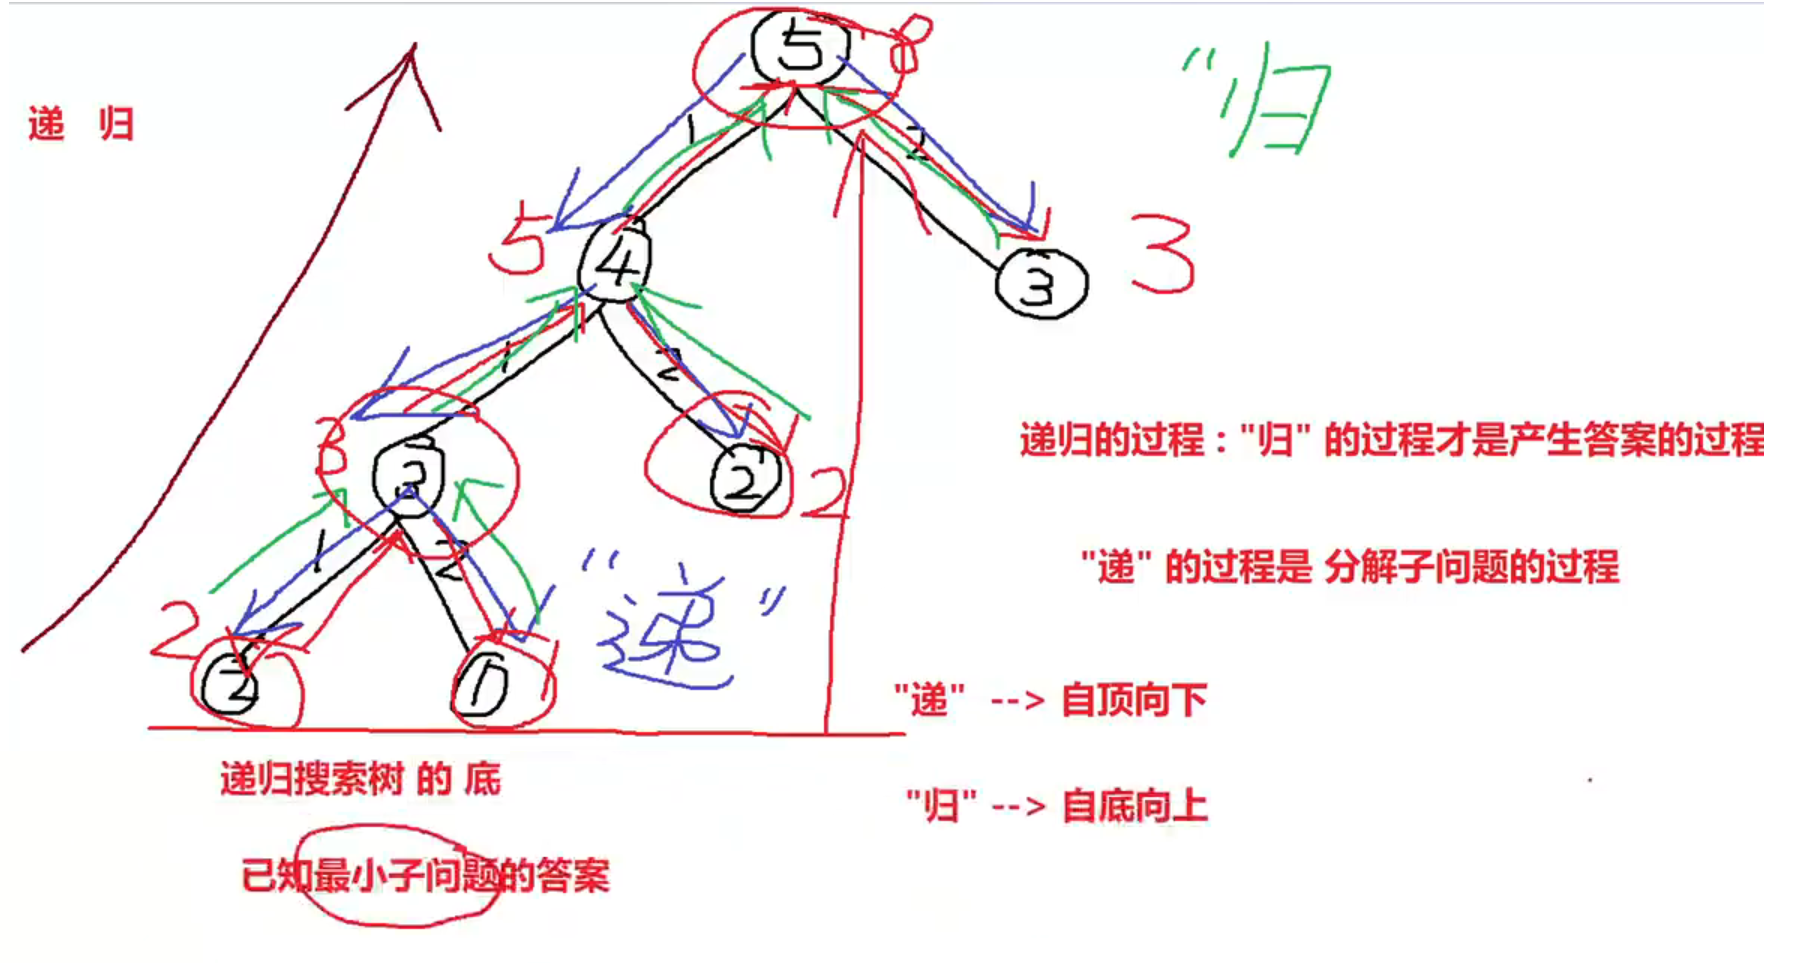 5
8
"归
递 归
1
2
5
4
3
3
1
2
3
3
2
2
递归的过程："归" 的过程才是产生答案的过程
1
2
"递"
"递" 的过程是 分解子问题的过程
2
2
1
1
"递" --> 自顶向下
递归搜索树 的 底
"归" --> 自底向上
已知最小子问题的答案